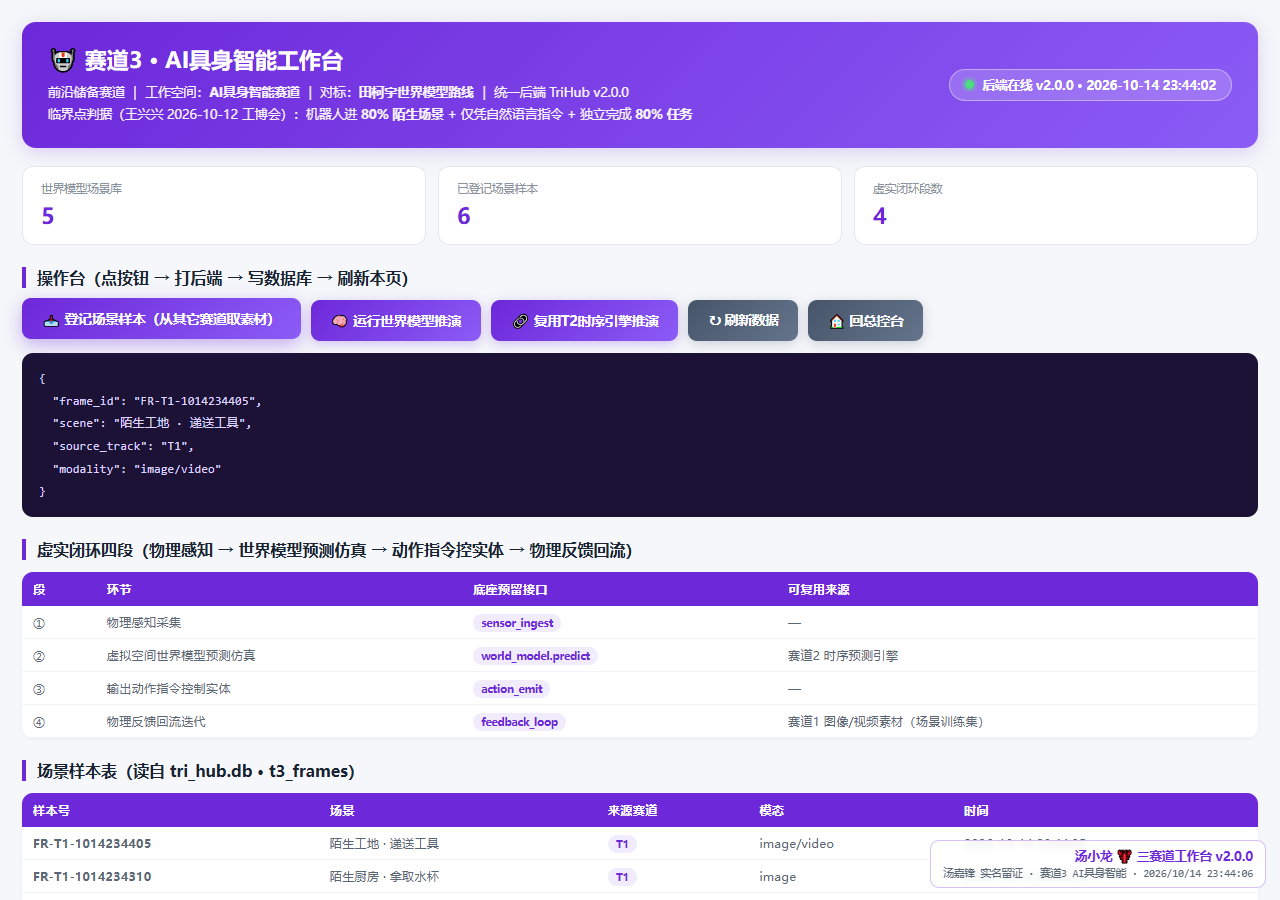 赛道3 • AI具身智能工作台
前沿储备赛道 | 工作空间：AI具身智能赛道 | 对标：田柯宇世界模型路线 | 统一后端 TriHub v2.0.0
临界点判据（王兴兴 2026-10-12 工博会）：机器人进 80% 陌生场景 + 仅凭自然语言指令 + 独立完成 80% 任务
后端在线 v2.0.0 • 2026-10-14 23:44:02
世界模型场景库
5
已登记场景样本
6
虚实闭环段数
4
操作台（点按钮 → 打后端 → 写数据库 → 刷新本页）
登记场景样本（从其它赛道取素材）
运行世界模型推演
复用T2时序引擎推演
↻ 刷新数据
回总控台
{
"frame_id": "FR-T1-1014234405",
"scene": "陌生工地 · 递送工具",
"source_track": "T1",
"modality": "image/video"
}
虚实闭环四段（物理感知 → 世界模型预测仿真 → 动作指令控实体 → 物理反馈回流）
段 环节 底座预留接口 可复用来源
① 物理感知采集 sensor_ingest —
② 虚拟空间世界模型预测仿真 world_model.predict 赛道2 时序预测引擎
③ 输出动作指令控制实体 action_emit —
④ 物理反馈回流迭代 feedback_loop 赛道1 图像/视频素材（场景训练集）
场景样本表（读自 tri_hub.db • t3_frames）
样本号 场景 来源赛道 模态 时间
FR-T1-1014234405 陌生工地 · 递送工具 T1 image/video
FR-T1-1014234310 陌生厨房 · 拿取水杯 T1 image
汤小龙 三赛道工作台 v2.0.0
汤嘉锋 实名留证 · 赛道3 AI具身智能 · 2026/10/14 23:44:06